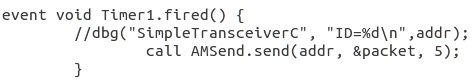 event void Timer1.fired() {
//dbg("SimpleTransceiverC", "ID=%d\n",addr);
call AMSend.send(addr, &packet, 5);
}